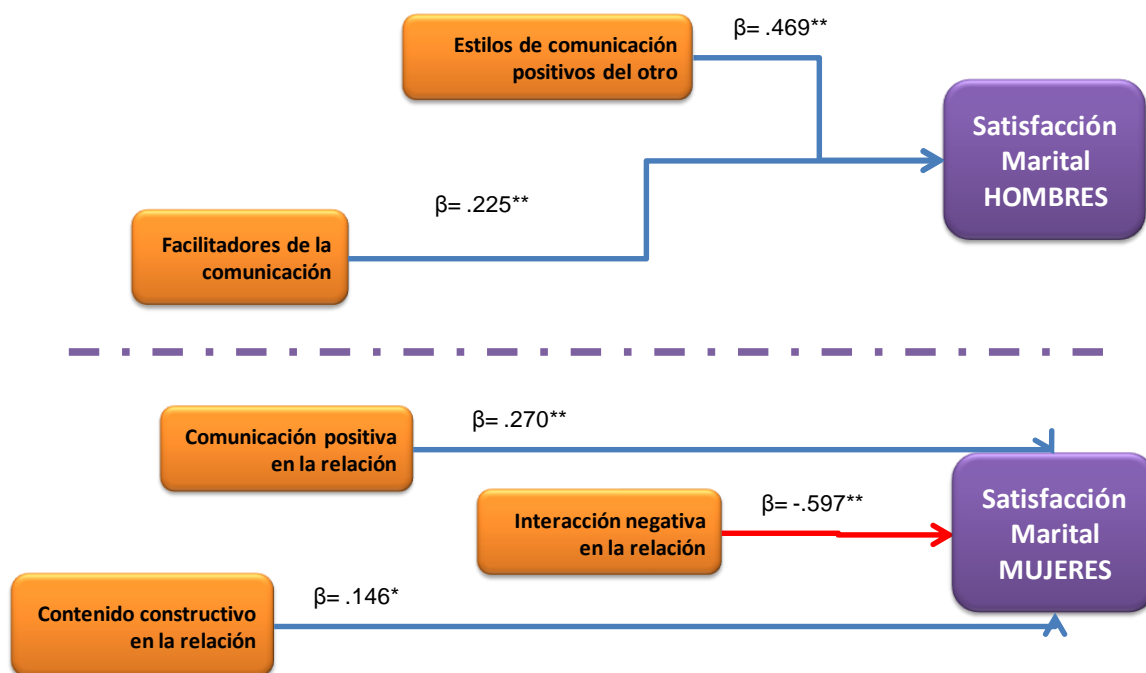 β= .469**
Estilos de comunicación
positivos del otro
Satisfacción
Marital
HOMBRES
β= .225**
Facilitadores de la
comunicación
β= .270**
Comunicación positiva
en la relación
Interacción negativa
en la relación
β= -.597**
Satisfacción
Marital
MUJERES
β= .146*
Contenido constructivo
en la relación